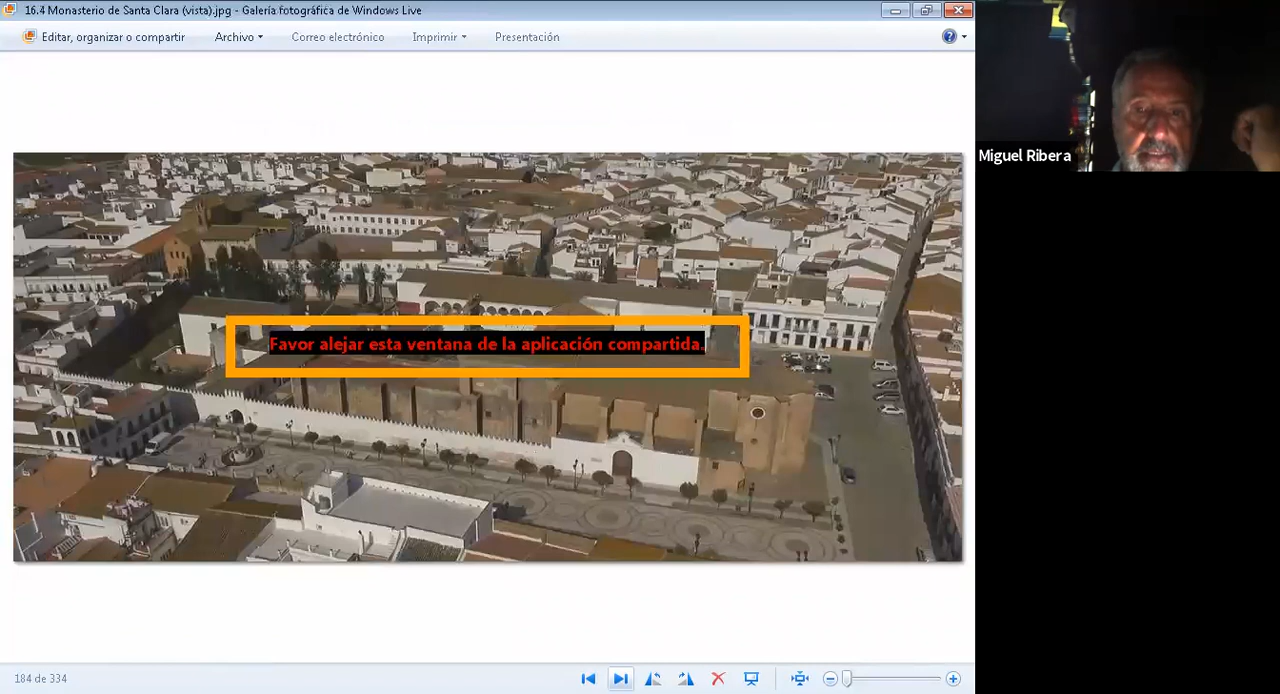 16.4 Monasterio de Santa Clara (vista).jpg - Galería fotográfica de Windows Live
Editar, organizar o compartir Archivo Correo electrónico Imprimir Presentación
Miguel Ribera
Favor alejar esta ventana de la aplicación compartida.
184 de 334